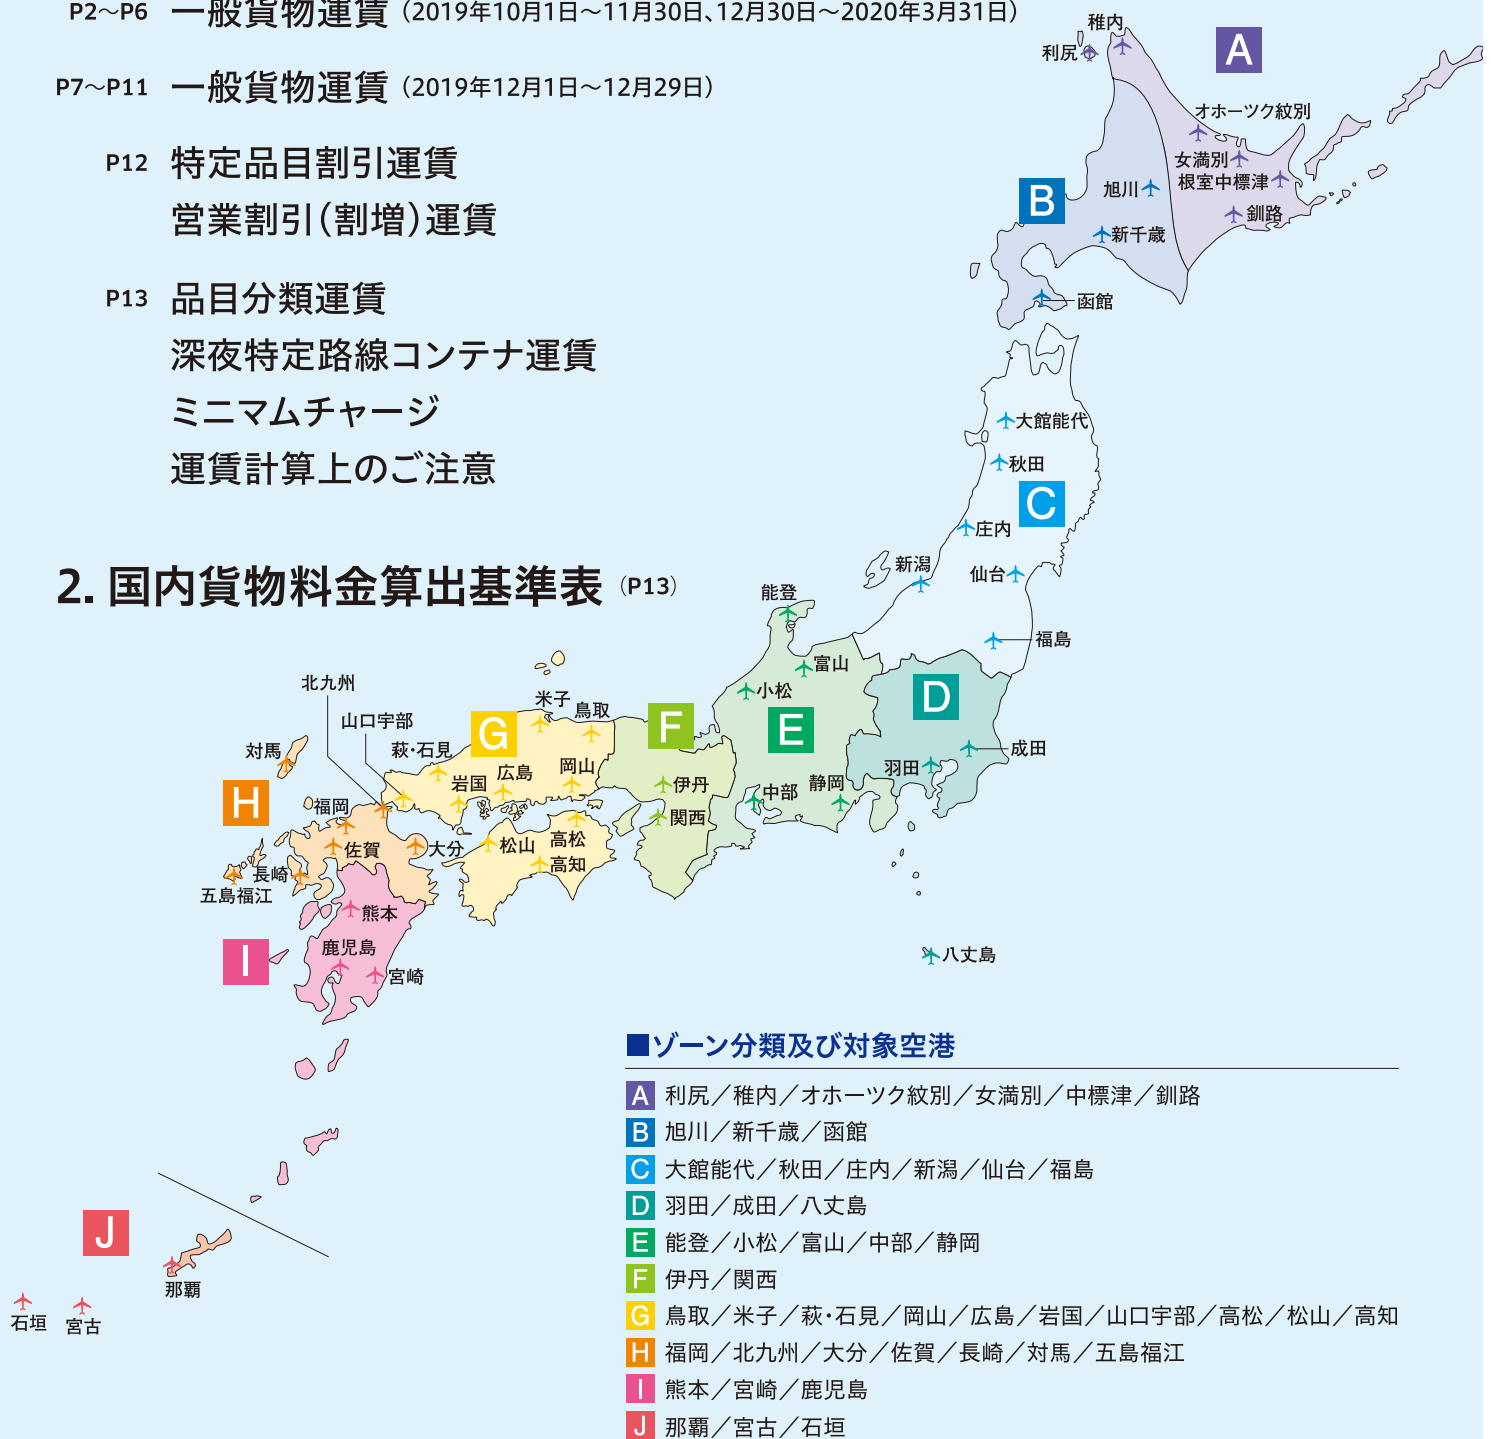 P2～P6 一般貨物運賃（2019年10月1日～11月30日、12月30日～2020年3月31日）
P7～P11 一般貨物運賃（2019年12月1日～12月29日）
P12 特定品目割引運賃
営業割引（割増）運賃
P13 品目分類運賃
深夜特定路線コンテナ運賃
ミニマムチャージ
運賃計算上のご注意
2. 国内貨物料金算出基準表（P13）
稚内
利尻
A
オホーツク紋別
女満別
根室中標津
釧路
B
旭川
新千歳
函館
大館能代
秋田
C
庄内
新潟
仙台
福島
能登
富山
小松
D
E
成田
羽田
中部
静岡
八丈島
F
伊丹
関西
北九州
山口宇部
米子
鳥取
G
萩・石見
岩国
広島
岡山
松山
高松
高知
対馬
H
福岡
佐賀
大分
長崎
五島福江
熊本
I
鹿児島
宮崎
J
那覇
石垣
宮古
■ゾーン分類及び対象空港
A 利尻／稚内／オホーツク紋別／女満別／中標津／釧路
B 旭川／新千歳／函館
C 大館能代／秋田／庄内／新潟／仙台／福島
D 羽田／成田／八丈島
E 能登／小松／富山／中部／静岡
F 伊丹／関西
G 鳥取／米子／萩・石見／岡山／広島／岩国／山口宇部／高松／松山／高知
H 福岡／北九州／大分／佐賀／長崎／対馬／五島福江
I 熊本／宮崎／鹿児島
J 那覇／宮古／石垣